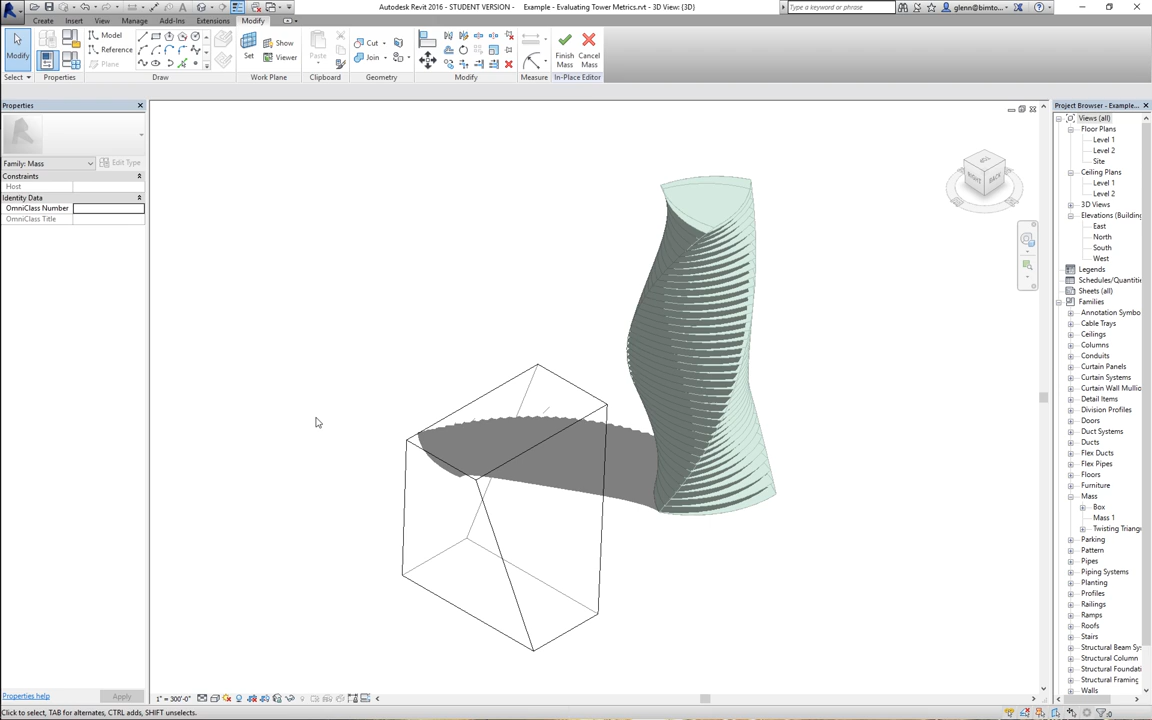 Autodesk Revit 2016 - STUDENT VERSION - Example - Evaluating Tower Metrics.rvt - 3D View: {3D}
Type a keyword or phrase
glenn@bimto...
Create Insert View Manage Add-Ins Extensions Modify
Modify
Model
Reference
Plane
Set
Show
Viewer
Paste
Cut
Join
Finish Mass
Cancel Mass
Select Properties Draw Work Plane Clipboard Geometry Modify Measure In-Place Editor
Properties
Family: Mass
Edit Type
Constraints
Host
Identity Data
OmniClass Number
OmniClass Title
Properties help
Apply
RIGHT
BACK
1" = 300'-0"
Click to select, TAB for alternates, CTRL adds, SHIFT unselects.
:0
Project Browser - Example...
Views (all)
Floor Plans
Level 1
Level 2
Site
Ceiling Plans
Level 1
Level 2
3D Views
Elevations (Building
East
North
South
West
Legends
Schedules/Quantiti
Sheets (all)
Families
Annotation Symbo
Cable Trays
Ceilings
Columns
Conduits
Curtain Panels
Curtain Systems
Curtain Wall Mullio
Detail Items
Division Profiles
Doors
Duct Systems
Ducts
Flex Ducts
Flex Pipes
Floors
Furniture
Mass
Box
Mass 1
Twisting Triang
Parking
Pattern
Pipes
Piping Systems
Planting
Profiles
Railings
Ramps
Roofs
Stairs
Structural Beam Sy
Structural Column
Structural Foundat
Structural Framing
Walls